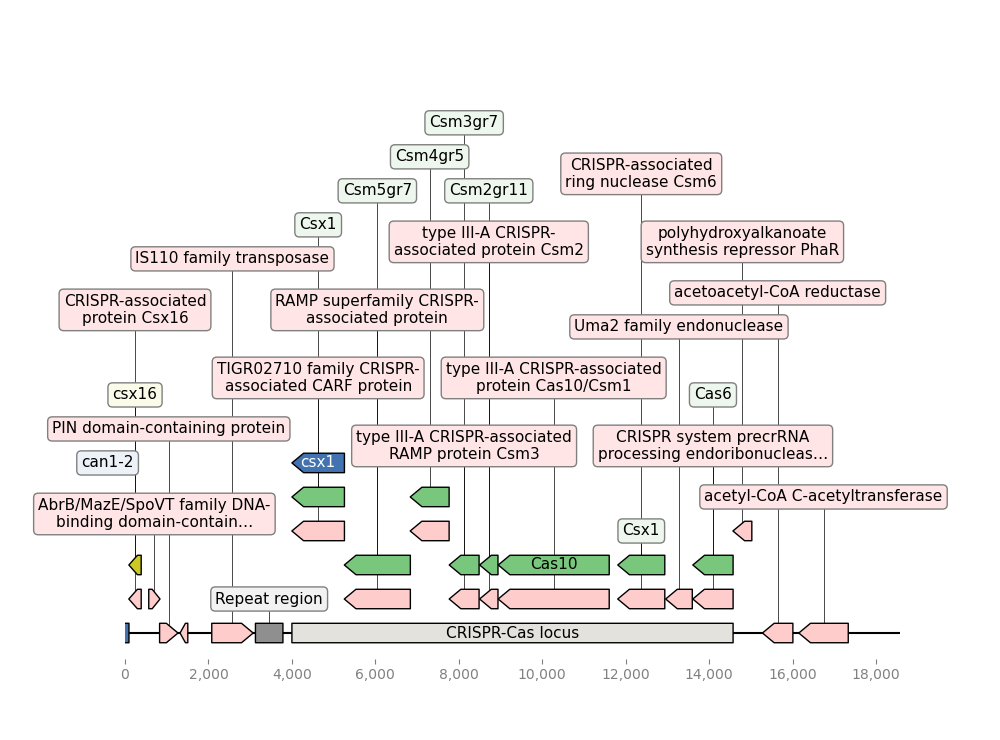 Csm3gr7
Csm4gr5
CRISPR-associated
ring nuclease Csm6
Csm5gr7
Csm2gr11
Csx1
type III-A CRISPR-
associated protein Csm2
polyhydroxyalkanoate
synthesis repressor PhaR
IS110 family transposase
acetoacetyl-CoA reductase
CRISPR-associated
protein Csx16
RAMP superfamily CRISPR-
associated protein
Uma2 family endonuclease
TIGR02710 family CRISPR-
associated CARF protein
type III-A CRISPR-associated
protein Cas10/Csm1
csx16
Cas6
PIN domain-containing protein
type III-A CRISPR-associated
RAMP protein Csm3
CRISPR system precrRNA
processing endoribonucleas...
can1-2
csx1
acetyl-CoA C-acetyltransferase
AbrB/MazE/SpoVT family DNA-
binding domain-contain...
Csx1
Cas10
Repeat region
CRISPR-Cas locus
0 2,000 4,000 6,000 8,000 10,000 12,000 14,000 16,000 18,000